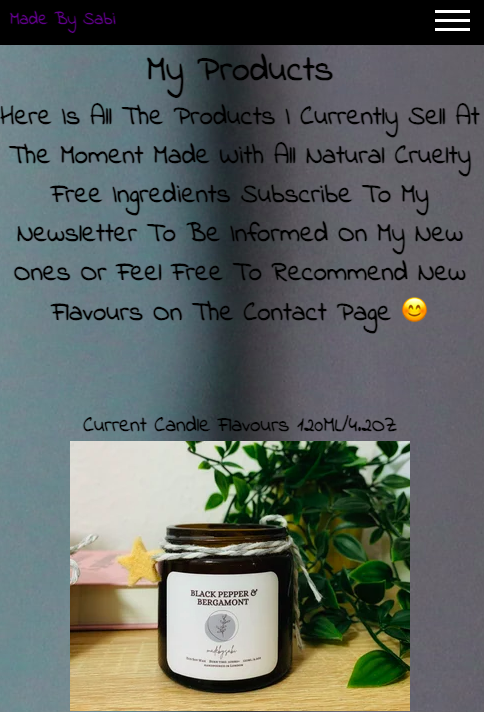 Made By Sabi
My Products
Here Is All The Products I Currently Sell At
The Moment Made With All Natural Cruelty
Free Ingredients Subscribe To My
Newsletter To Be Informed On My New
Ones Or Feel Free To Recommend New
Flavours On The Contact Page 😊
Current Candle Flavours 120ML/4.2OZ
BLACK PEPPER &
BERGAMONT
madebysabi